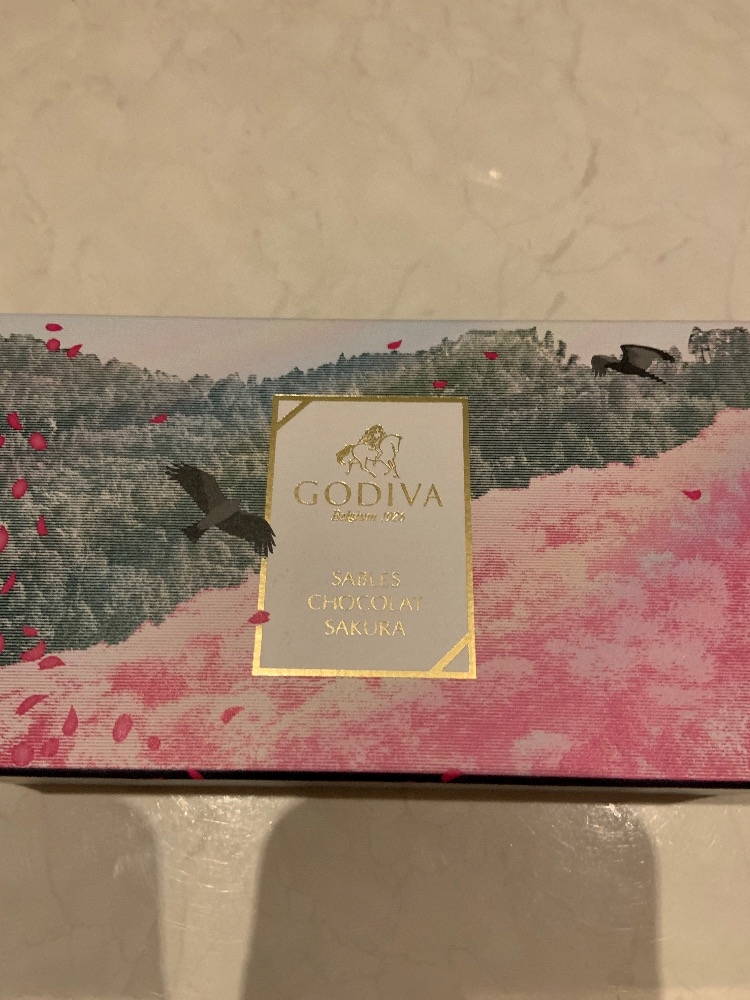 GODIVA
Belgium 1926
SABLES
CHOCOLAT
SAKURA